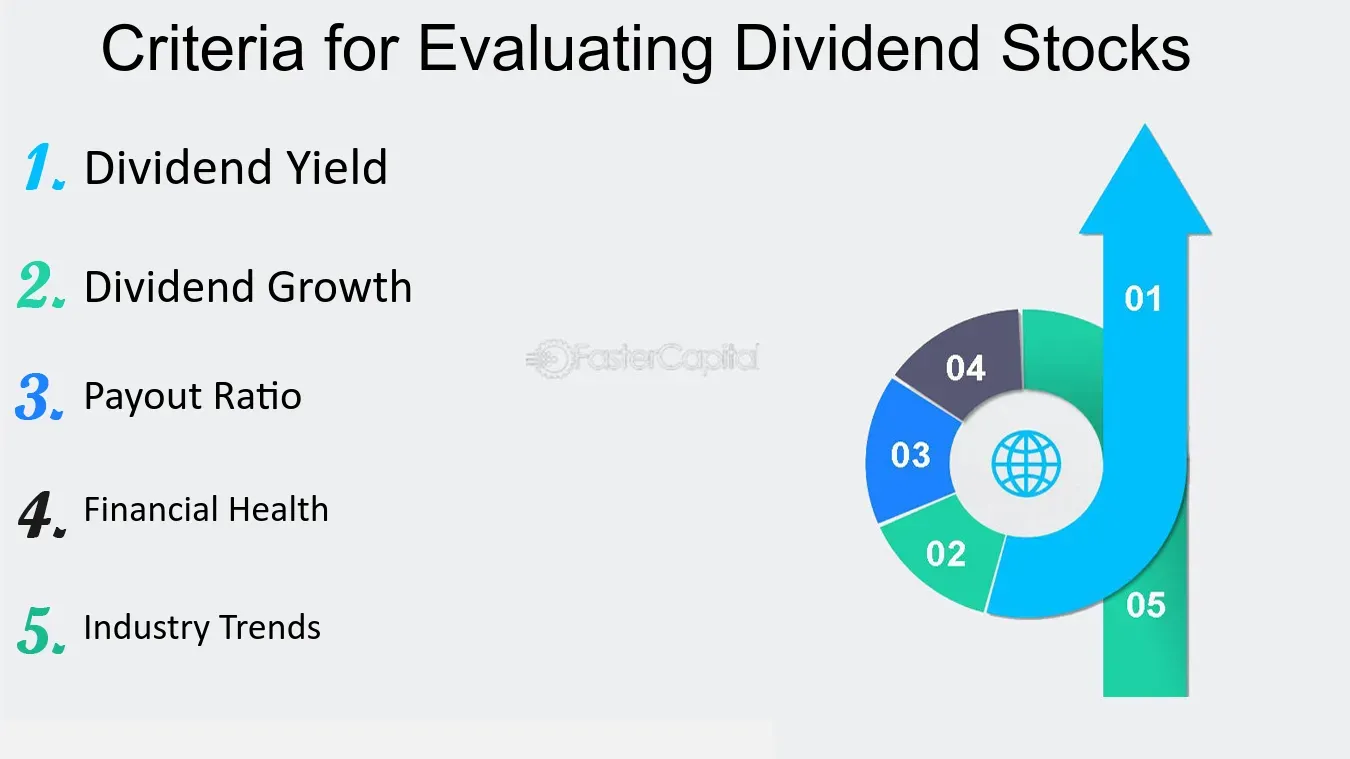 Criteria for Evaluating Dividend Stocks
1. Dividend Yield
2. Dividend Growth
3. Payout Ratio
4. Financial Health
5. Industry Trends
FasterCapital
01
04
03
02
05